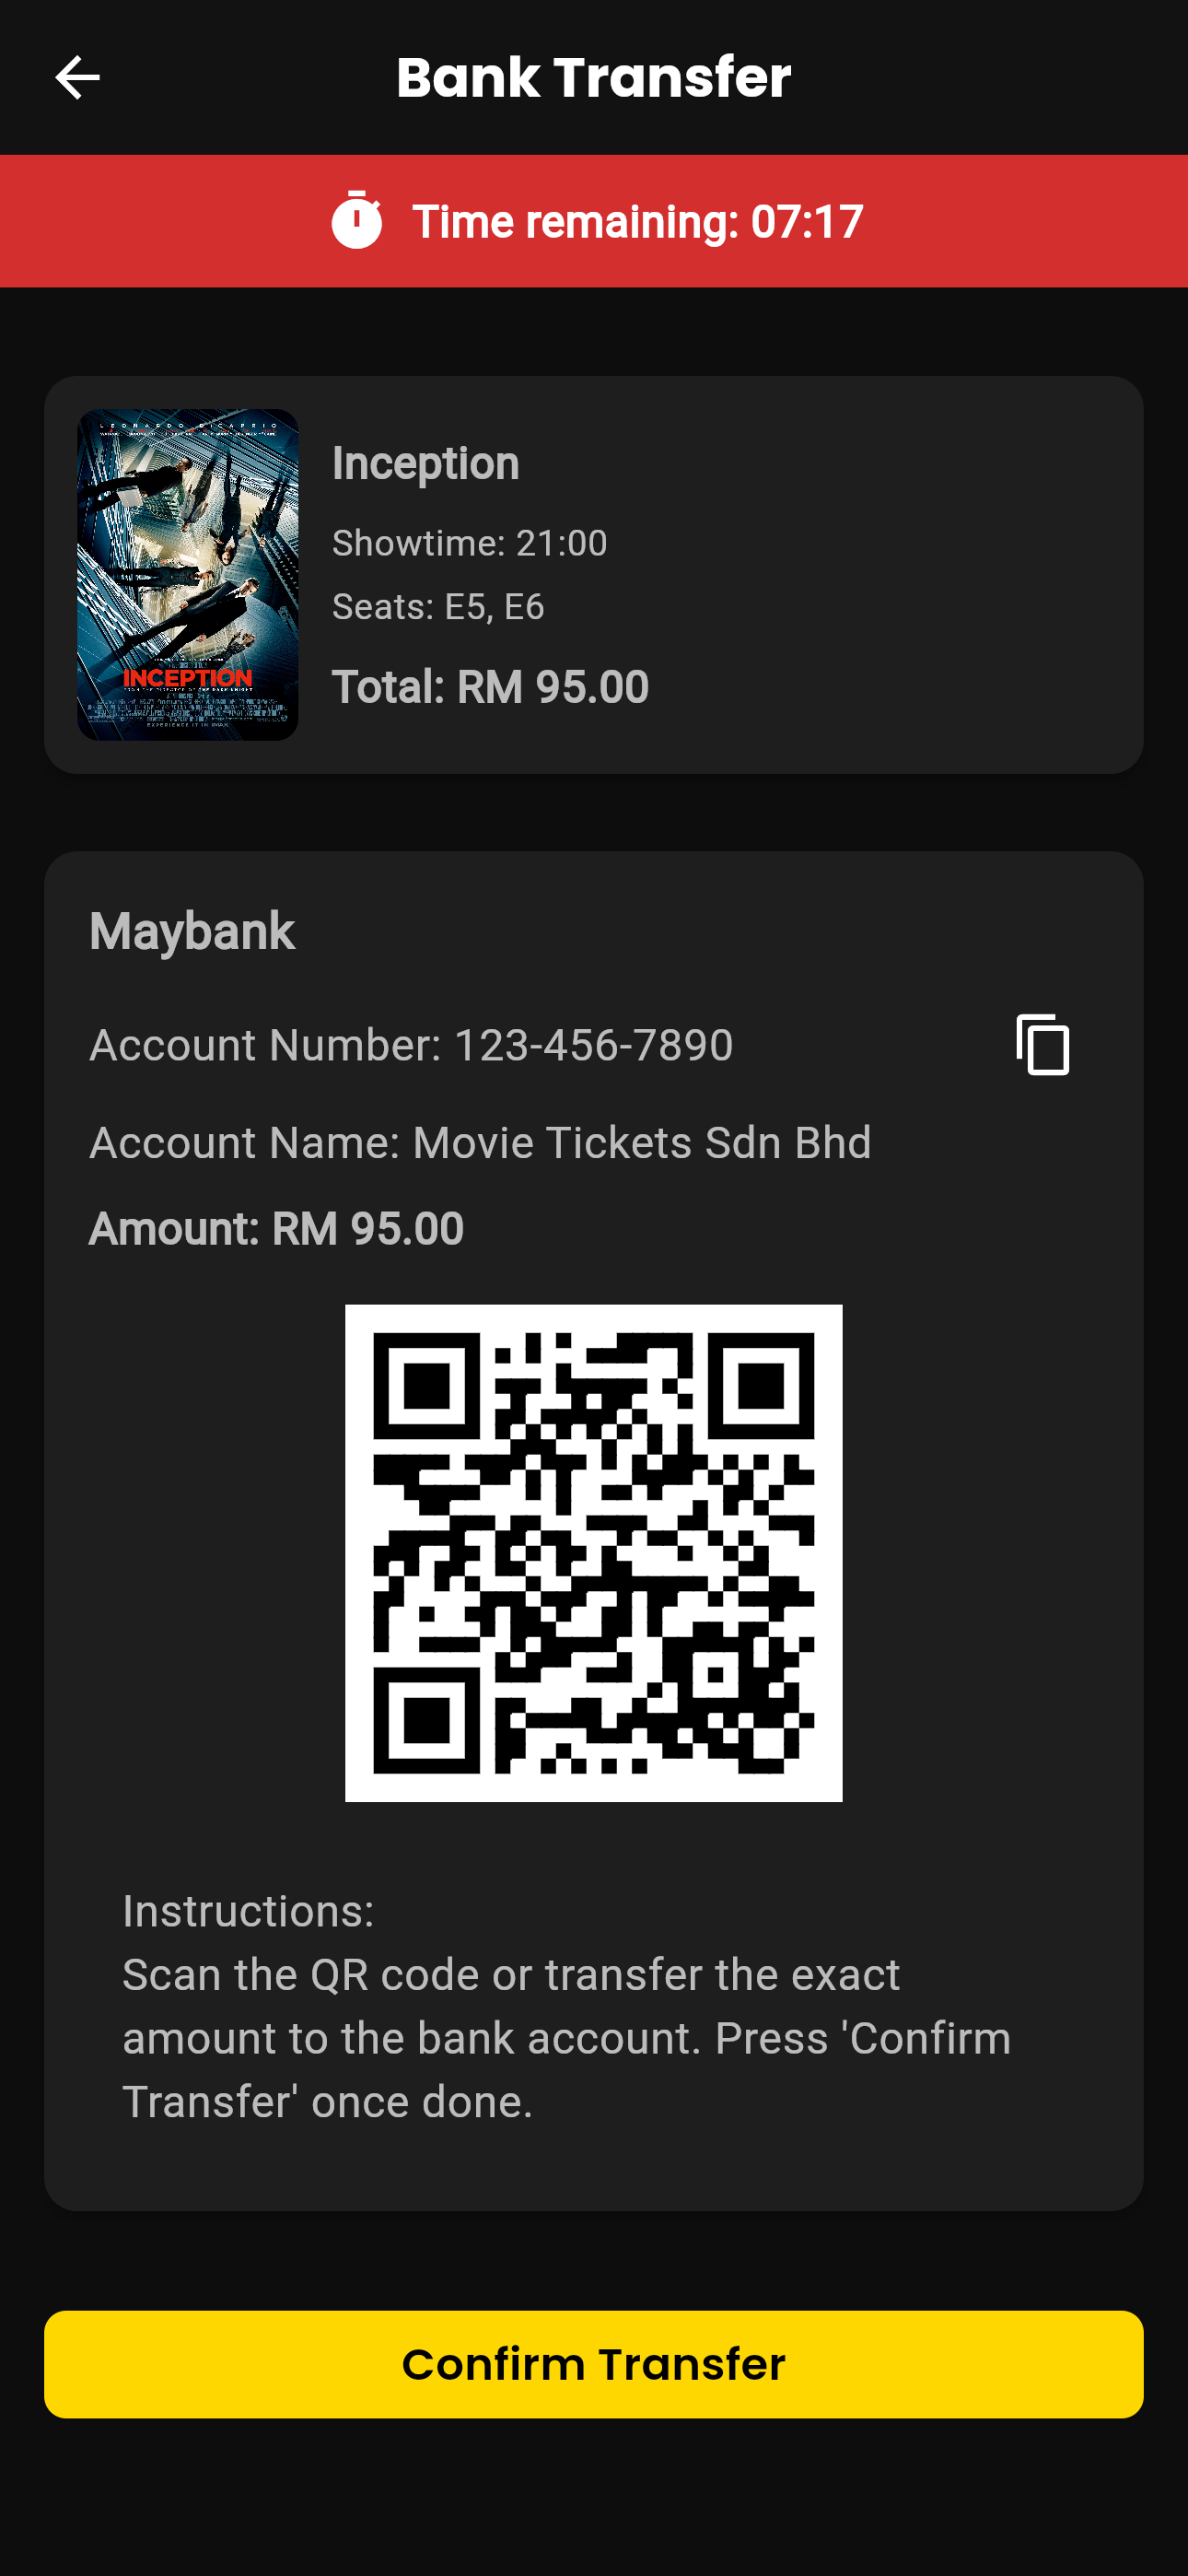 Bank Transfer
Time remaining: 07:17
LEONARDO DICAPRIO
INCEPTION
Inception
Showtime: 21:00
Seats: E5, E6
Total: RM 95.00
Maybank
Account Number: 123-456-7890
Account Name: Movie Tickets Sdn Bhd
Amount: RM 95.00
Instructions:
Scan the QR code or transfer the exact
amount to the bank account. Press 'Confirm
Transfer' once done.
Confirm Transfer